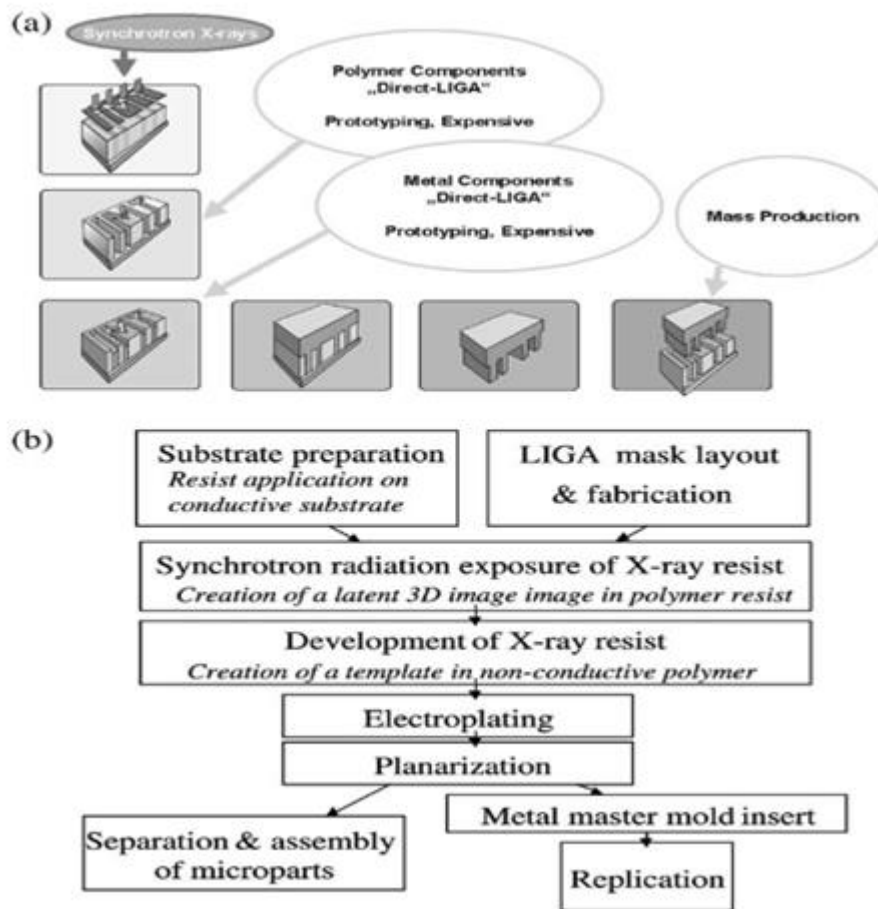 (a)
Synchrotron X-rays
Polymer Components
„Direct-LIGA“
Prototyping, Expensive
Metal Components
„Direct-LIGA“
Prototyping, Expensive
Mass Production
(b)
Substrate preparation
Resist application on
conductive substrate
LIGA mask layout
& fabrication
Synchrotron radiation exposure of X-ray resist
Creation of a latent 3D image image in polymer resist
Development of X-ray resist
Creation of a template in non-conductive polymer
Electroplating
Planarization
Separation & assembly
of microparts
Metal master mold insert
Replication